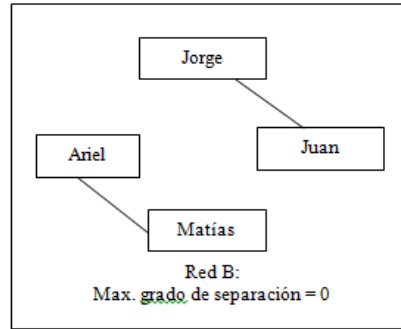 Jorge
Juan
Ariel
Matías
Red B:
Max. grado de separación = 0